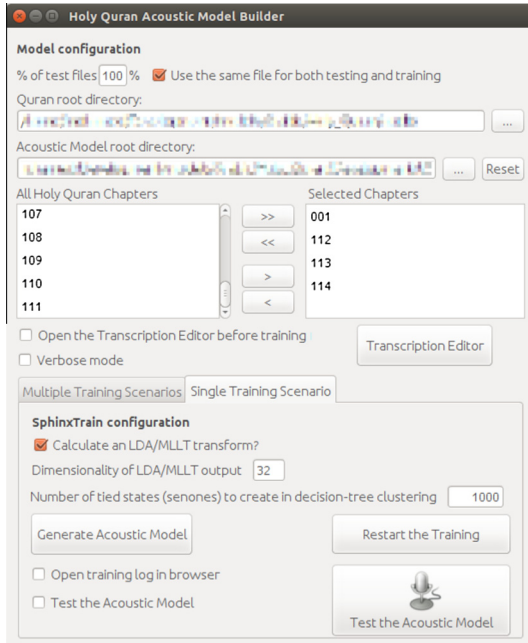 Holy Quran Acoustic Model Builder
Model configuration
% of test files 100 % Use the same file for both testing and training
Quran root directory:
...
Acoustic Model root directory:
... Reset
All Holy Quran Chapters Selected Chapters
107 >> 001
108 << 112
109 113
110 > 114
111 <
Open the Transcription Editor before training
Transcription Editor
Verbose mode
Multiple Training Scenarios Single Training Scenario
SphinxTrain configuration
Calculate an LDA/MLLT transform?
Dimensionality of LDA/MLLT output 32
Number of tied states (senones) to create in decision-tree clustering 1000
Generate Acoustic Model Restart the Training
Open training log in browser
Test the Acoustic Model
Test the Acoustic Model